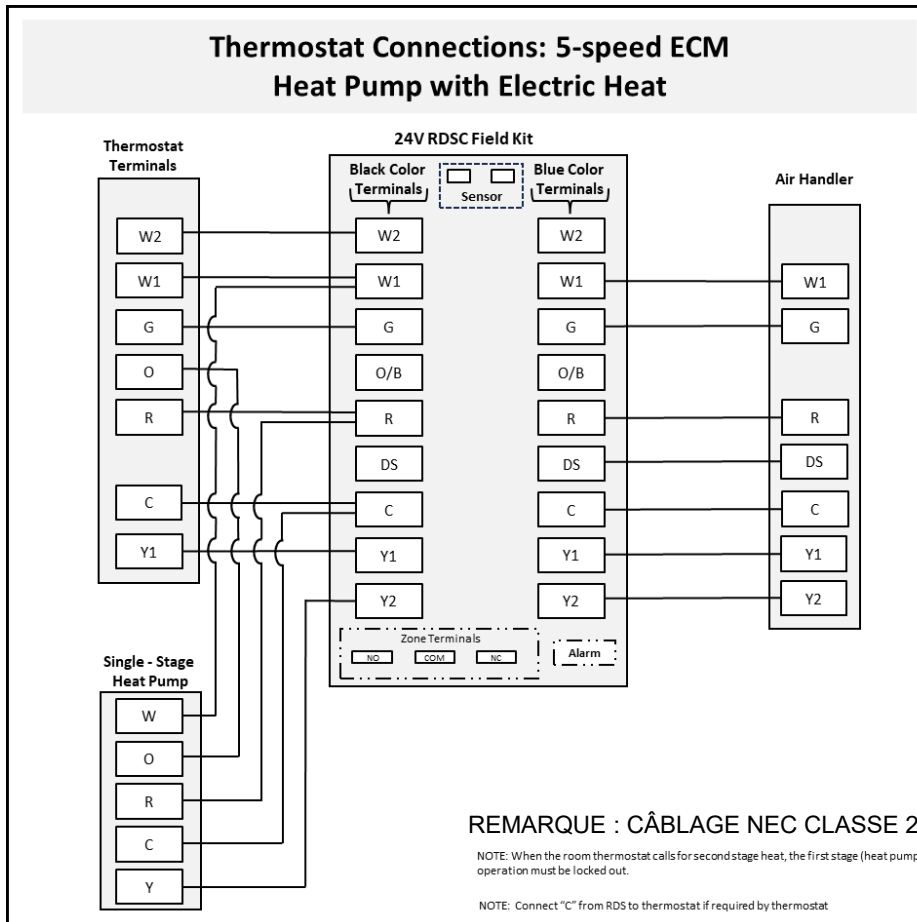 Thermostat Connections: 5-speed ECM
Heat Pump with Electric Heat
Thermostat
Terminals
W2
W1
G
O
R
C
Y1
24V RDSC Field Kit
Black Color
Terminals
Sensor
Blue Color
Terminals
W2
W1
G
O/B
R
DS
C
Y1
Y2
W2
W1
G
O/B
R
DS
C
Y1
Y2
Zone Terminals
NO
COM
NC
Alarm
Air Handler
W1
G
R
DS
C
Y1
Y2
Single - Stage
Heat Pump
W
O
R
C
Y
REMARQUE : CÂBLAGE NEC CLASSE 2
NOTE: When the room thermostat calls for second stage heat, the first stage (heat pump
operation must be locked out.
NOTE: Connect “C” from RDS to thermostat if required by thermostat